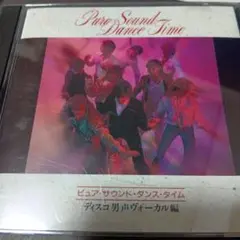 Pure Sound
Dance Time
ピュア・サウンド・ダンス・タイム
ディスコ男声ヴォーカル編